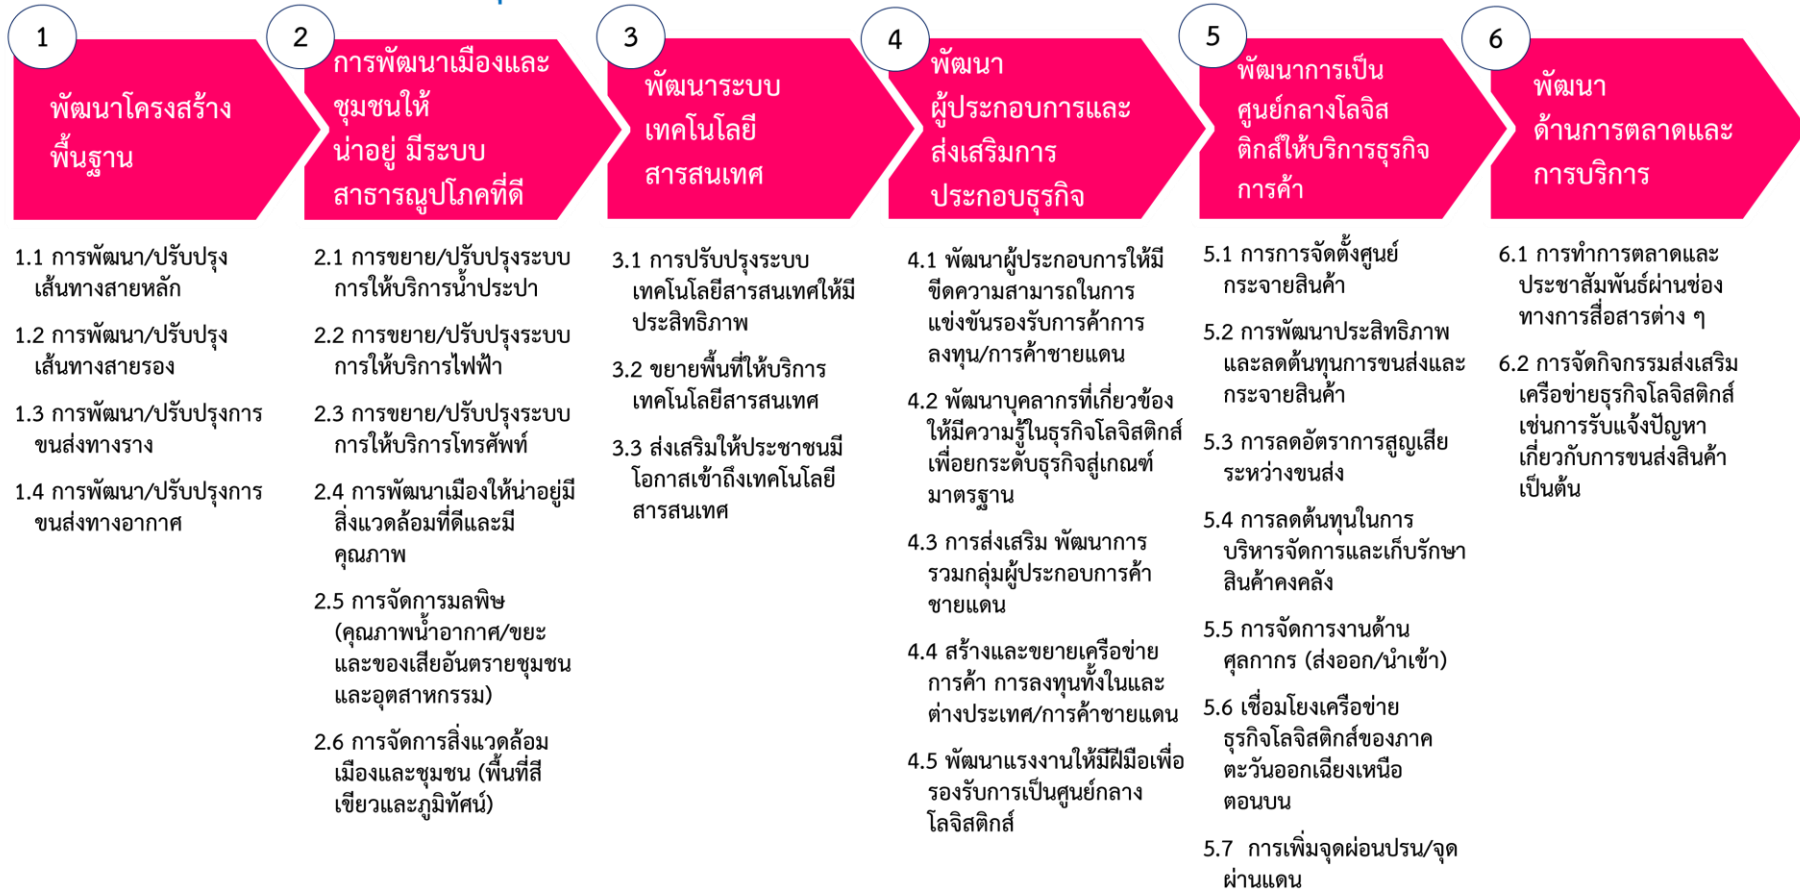 1
พัฒนาโครงสร้าง
พื้นฐาน
1.1 การพัฒนา/ปรับปรุง
เส้นทางสายหลัก
1.2 การพัฒนา/ปรับปรุง
เส้นทางสายรอง
1.3 การพัฒนา/ปรับปรุงการ
ขนส่งทางราง
1.4 การพัฒนา/ปรับปรุงการ
ขนส่งทางอากาศ
2
การพัฒนาเมืองและ
ชุมชนให้
น่าอยู่ มีระบบ
สาธารณูปโภคที่ดี
2.1 การขยาย/ปรับปรุงระบบ
การให้บริการน้ำประปา
2.2 การขยาย/ปรับปรุงระบบ
การให้บริการไฟฟ้า
2.3 การขยาย/ปรับปรุงระบบ
การให้บริการโทรศัพท์
2.4 การพัฒนาเมืองให้น่าอยู่มี
สิ่งแวดล้อมที่ดีและมี
คุณภาพ
2.5 การจัดการมลพิษ
(คุณภาพน้ำอากาศ/ขยะ
และของเสียอันตรายชุมชน
และอุตสาหกรรม)
2.6 การจัดการสิ่งแวดล้อม
เมืองและชุมชน (พื้นที่สี
เขียวและภูมิทัศน์)
3
พัฒนาระบบ
เทคโนโลยี
สารสนเทศ
3.1 การปรับปรุงระบบ
เทคโนโลยีสารสนเทศให้มี
ประสิทธิภาพ
3.2 ขยายพื้นที่ให้บริการ
เทคโนโลยีสารสนเทศ
3.3 ส่งเสริมให้ประชาชนมี
โอกาสเข้าถึงเทคโนโลยี
สารสนเทศ
4
พัฒนา
ผู้ประกอบการและ
ส่งเสริมการ
ประกอบธุรกิจ
4.1 พัฒนาผู้ประกอบการให้มี
ขีดความสามารถในการ
แข่งขันรองรับการค้าการ
ลงทุน/การค้าชายแดน
4.2 พัฒนาบุคลากรที่เกี่ยวข้อง
ให้มีความรู้ในธุรกิจโลจิสติกส์
เพื่อยกระดับธุรกิจสู่เกณฑ์
มาตรฐาน
4.3 การส่งเสริม พัฒนาการ
รวมกลุ่มผู้ประกอบการค้า
ชายแดน
4.4 สร้างและขยายเครือข่าย
การค้า การลงทุนทั้งในและ
ต่างประเทศ/การค้าชายแดน
4.5 พัฒนาแรงงานให้มีฝีมือเพื่อ
รองรับการเป็นศูนย์กลาง
โลจิสติกส์
5
พัฒนาการเป็น
ศูนย์กลางโลจิส
ติกส์ให้บริการธุรกิจ
การค้า
5.1 การการจัดตั้งศูนย์
กระจายสินค้า
5.2 การพัฒนาประสิทธิภาพ
และลดต้นทุนการขนส่งและ
กระจายสินค้า
5.3 การลดอัตราการสูญเสีย
ระหว่างขนส่ง
5.4 การลดต้นทุนในการ
บริหารจัดการและเก็บรักษา
สินค้าคงคลัง
5.5 การจัดการงานด้าน
ศุลกากร (ส่งออก/นำเข้า)
5.6 เชื่อมโยงเครือข่าย
ธุรกิจโลจิสติกส์ของภาค
ตะวันออกเฉียงเหนือ
ตอนบน
5.7 การเพิ่มจุดผ่อนปรน/จุด
ผ่านแดน
6
พัฒนา
ด้านการตลาดและ
การบริการ
6.1 การทำการตลาดและ
ประชาสัมพันธ์ผ่านช่อง
ทางการสื่อสารต่าง ๆ
6.2 การจัดกิจกรรมส่งเสริม
เครือข่ายธุรกิจโลจิสติกส์
เช่นการรับแจ้งปัญหา
เกี่ยวกับการขนส่งสินค้า
เป็นต้น